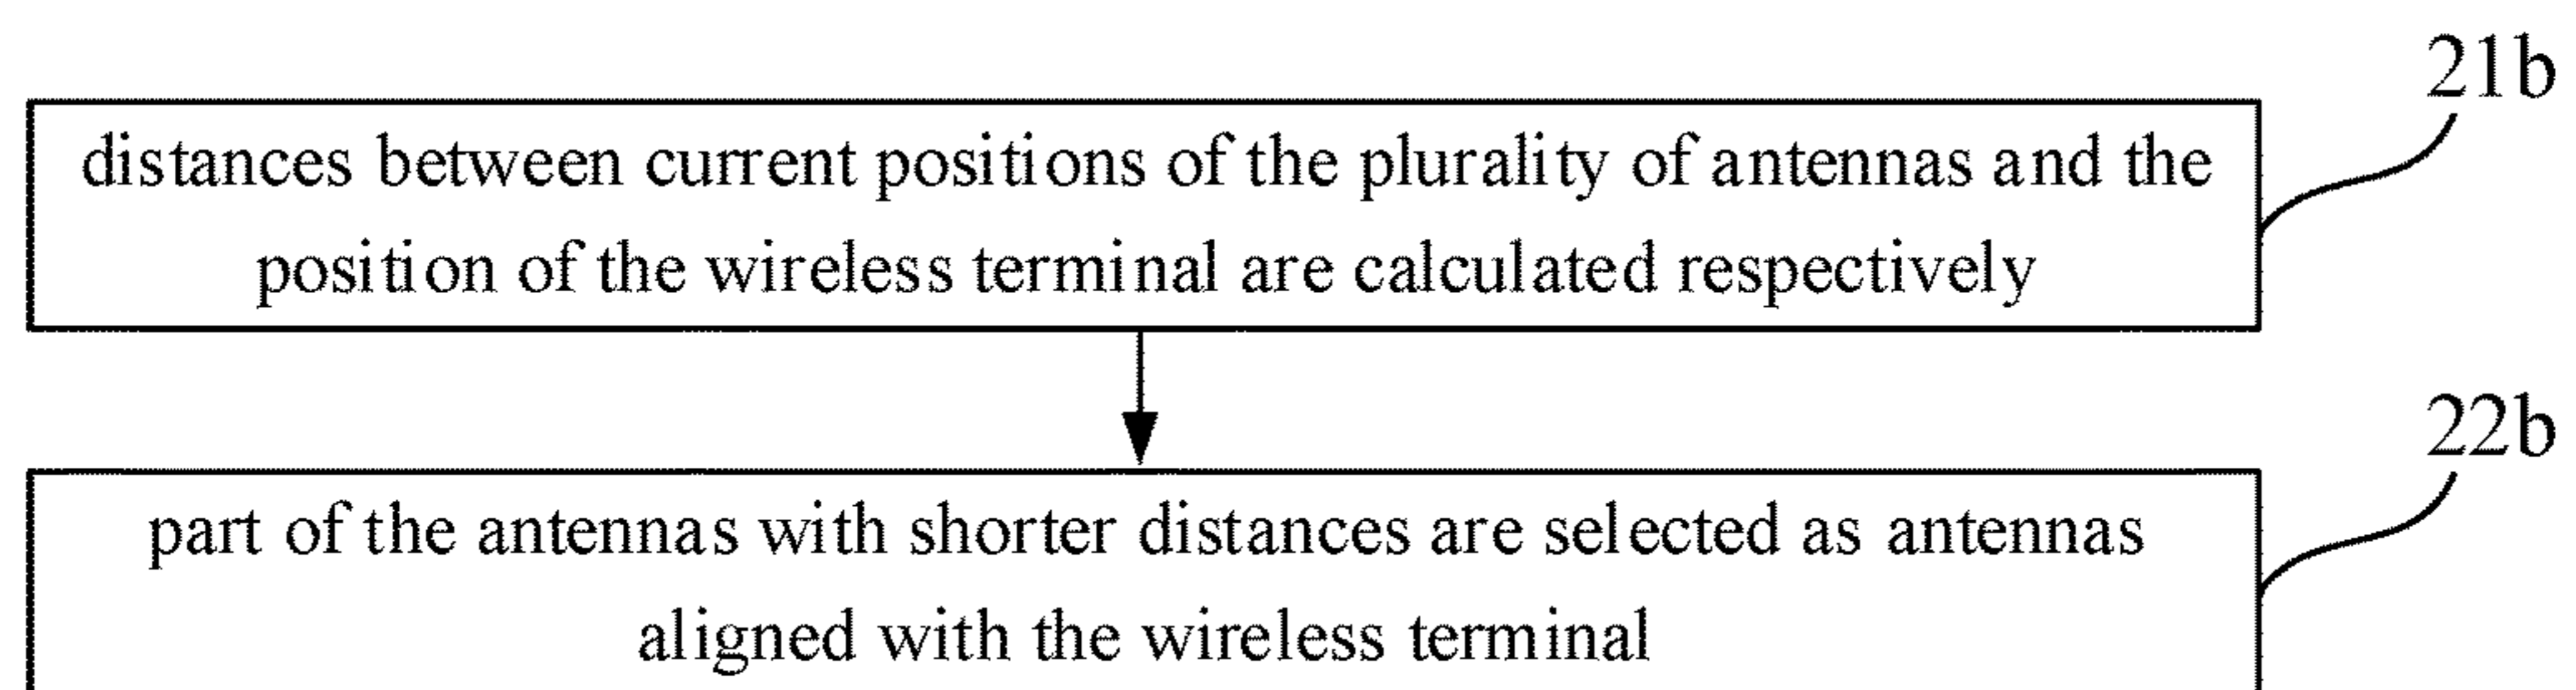 21b
distances between current positions of the plurality of antennas and the
position of the wireless terminal are calculated respectively
22b
part of the antennas with shorter distances are selected as antennas
aligned with the wireless terminal